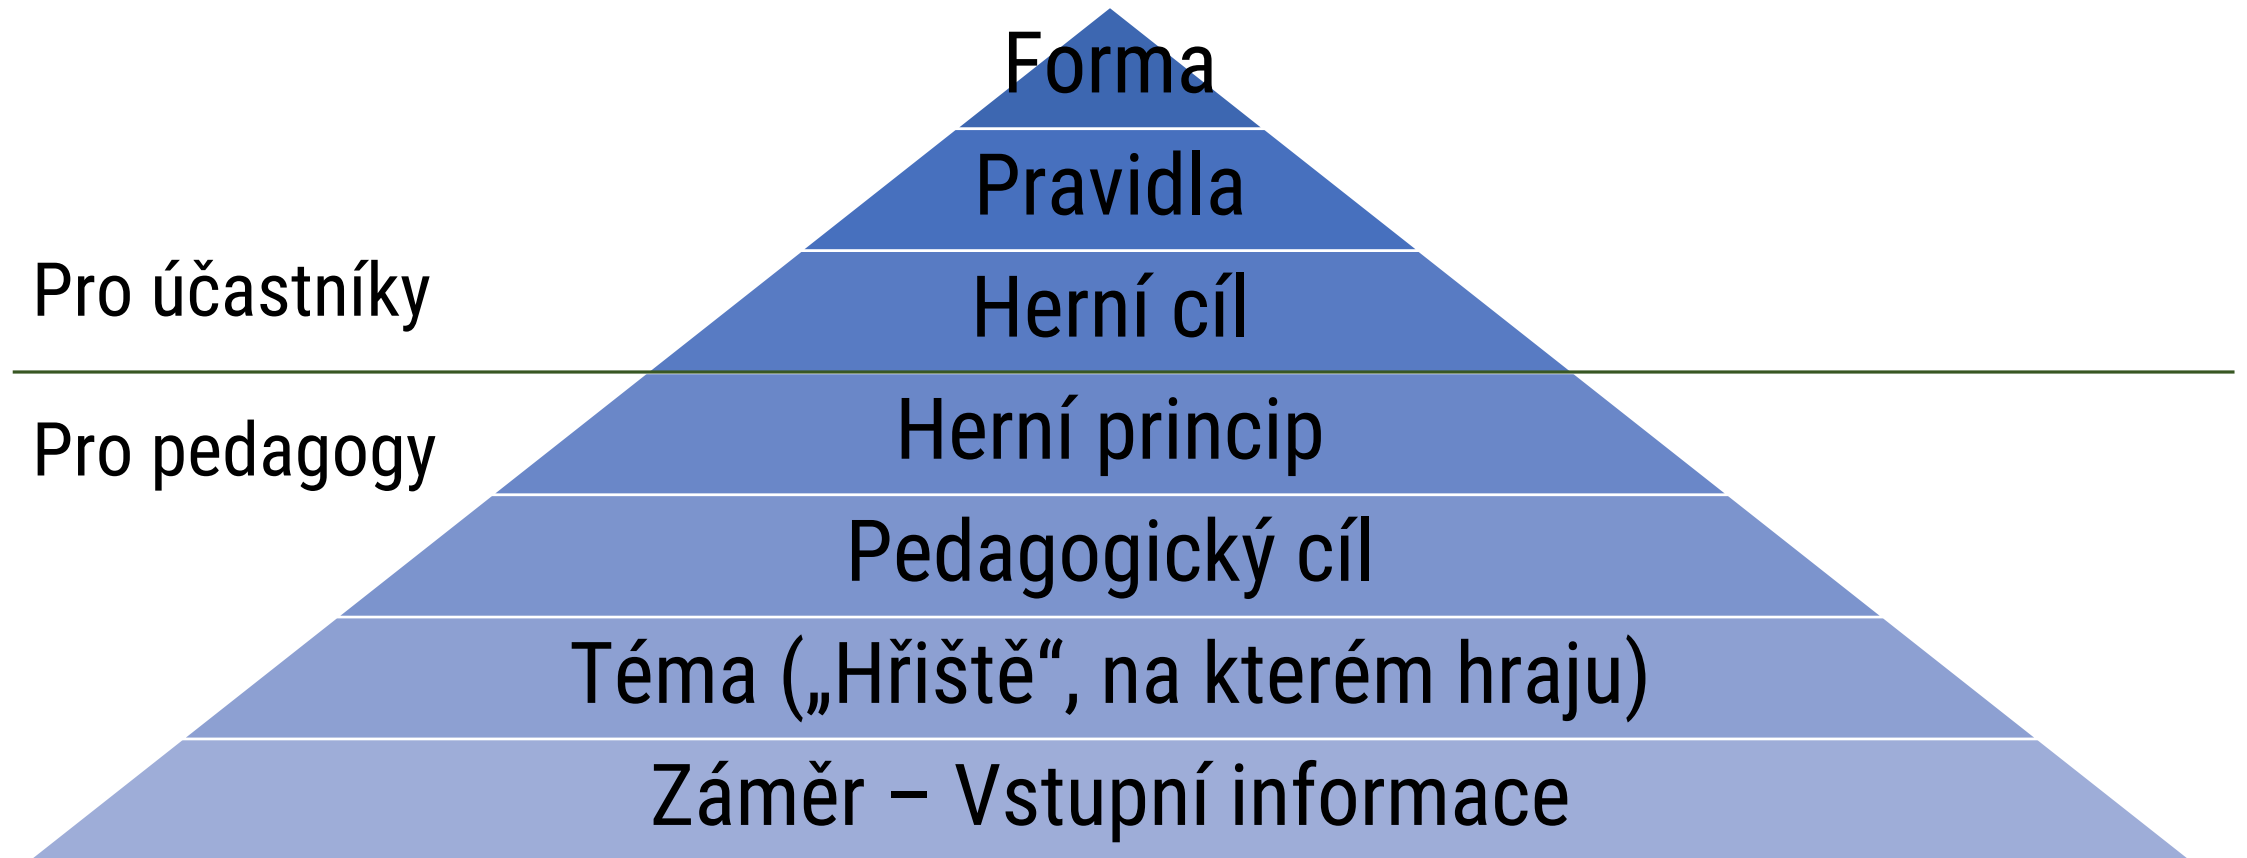 Forma
Pravidla
Pro účastníky
Herní cíl
Herní princip
Pro pedagogy
Pedagogický cíl
Téma („Hřiště“, na kterém hraju)
Záměr – Vstupní informace